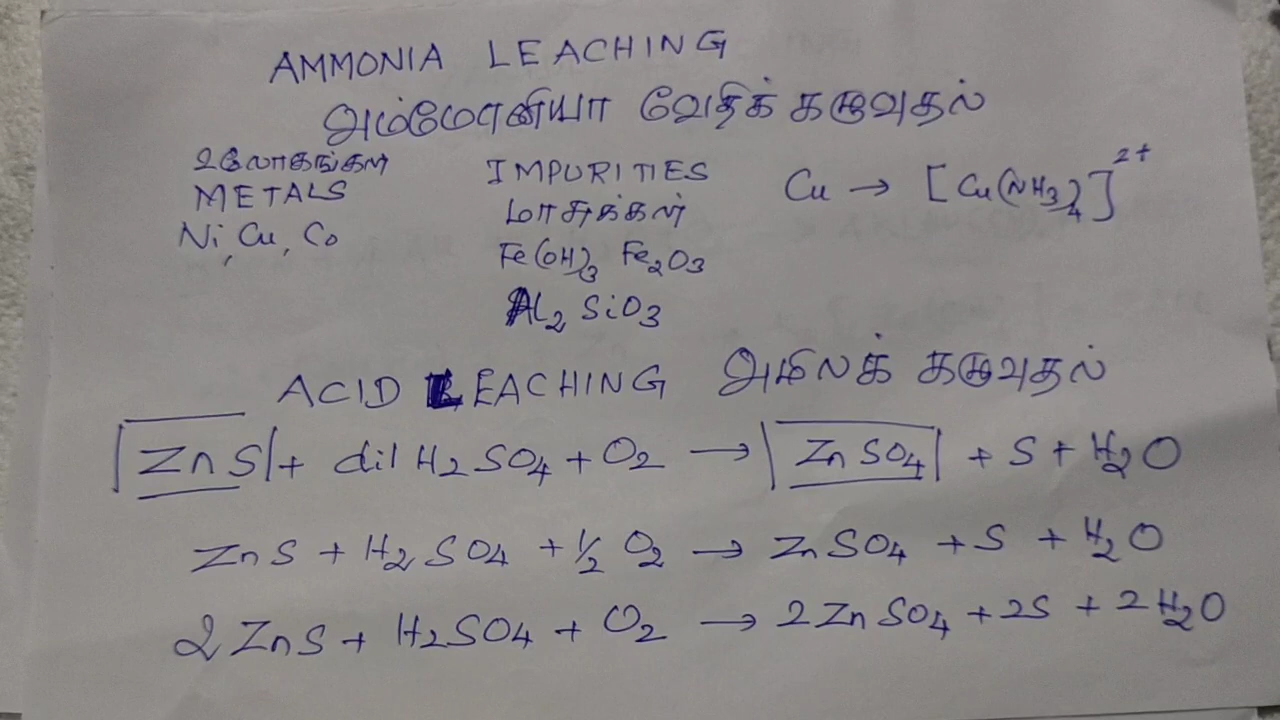 AMMONIA LEACHING
அம்மோனியா வேதிக் கழுவுதல்
உலோகங்கள்
METALS
Ni, Cu, Co
IMPURITIES
மாசுக்கள்
Fe(OH)₃ Fe₂O₃
Al₂ SiO₃
Cu → [Cu(NH₃)₄]²⁺
ACID LEACHING அமிலக் கழுவுதல்
ZnS + dil H₂SO₄ + O₂ → ZnSO₄ + S + H₂O
ZnS + H₂SO₄ + ½ O₂ → ZnSO₄ + S + H₂O
2ZnS + H₂SO₄ + O₂ → 2ZnSO₄ + 2S + 2H₂O